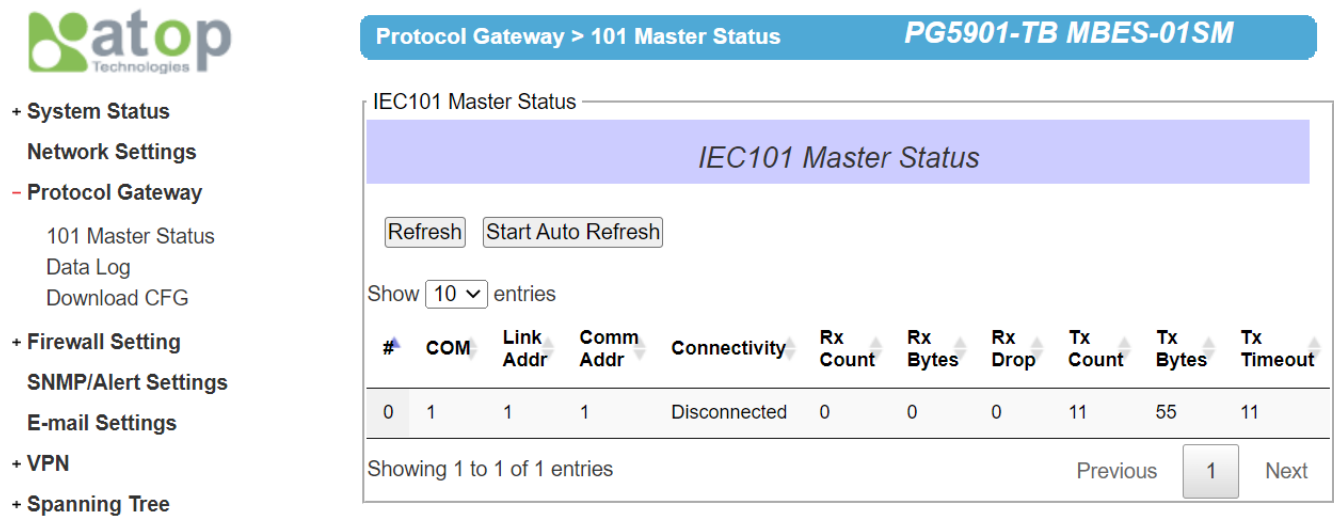 atop
Technologies
Protocol Gateway > 101 Master Status PG5901-TB MBES-01SM
+ System Status
Network Settings
− Protocol Gateway
101 Master Status
Data Log
Download CFG
+ Firewall Setting
SNMP/Alert Settings
E-mail Settings
+ VPN
+ Spanning Tree
IEC101 Master Status
IEC101 Master Status
Refresh Start Auto Refresh
Show 10 entries
# COM Link Addr Comm Addr Connectivity Rx Count Rx Bytes Rx Drop Tx Count Tx Bytes Tx Timeout
0 1 1 1 Disconnected 0 0 0 11 55 11
Showing 1 to 1 of 1 entries Previous 1 Next